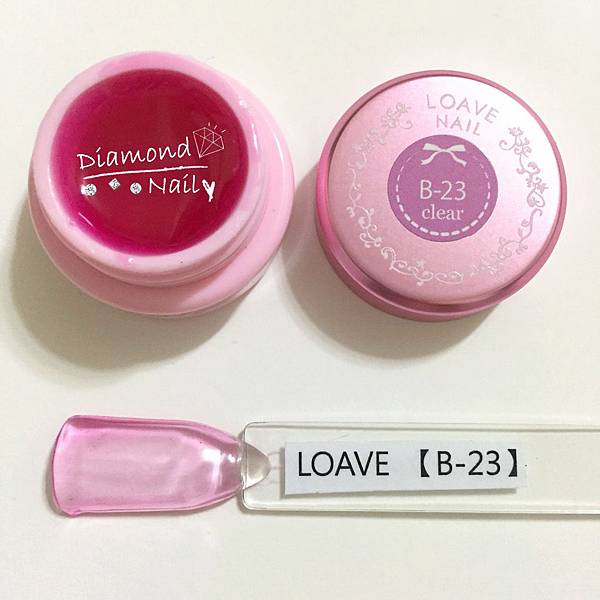 Diamond
Nail
LOAVE
NAIL
B-23
clear
LOAVE 【B-23】